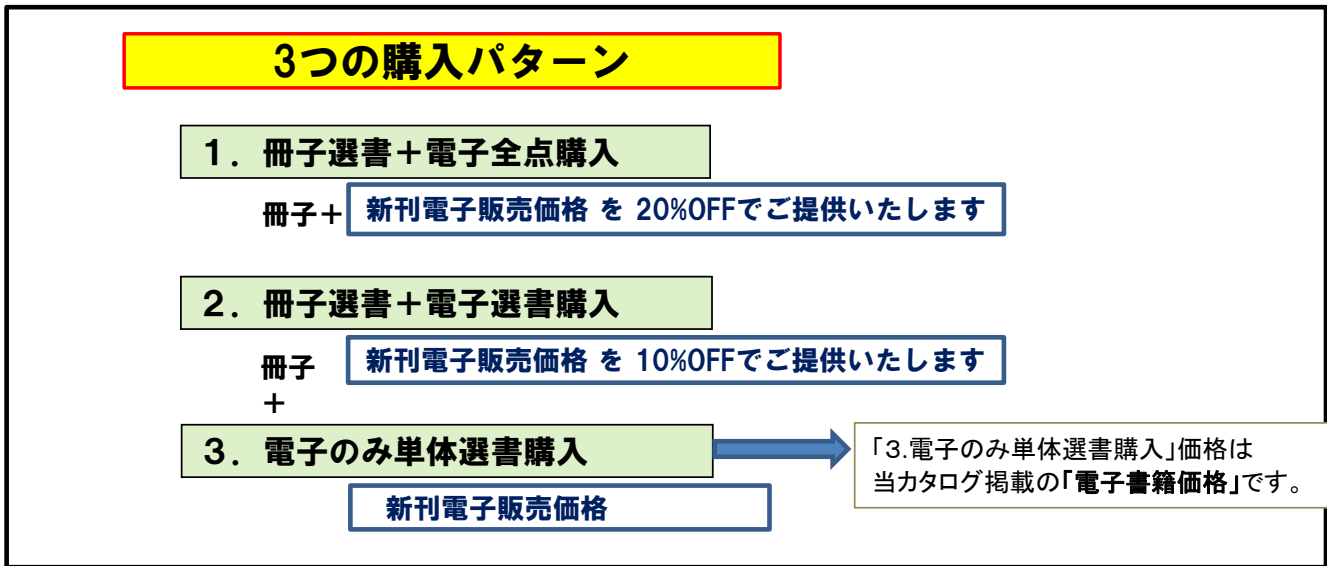 3つの購入パターン
１．冊子選書＋電子全点購入
冊子＋ 新刊電子販売価格 を 20%OFFでご提供いたします
２．冊子選書＋電子選書購入
冊子 新刊電子販売価格 を 10%OFFでご提供いたします
＋
３．電子のみ単体選書購入
「3.電子のみ単体選書購入」価格は
当カタログ掲載の「電子書籍価格」です。
新刊電子販売価格